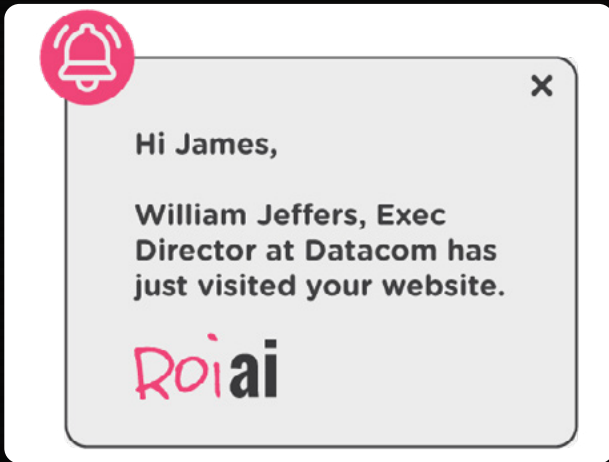 Hi James,
William Jeffers, Exec
Director at Datacom has
just visited your website.
Roiai